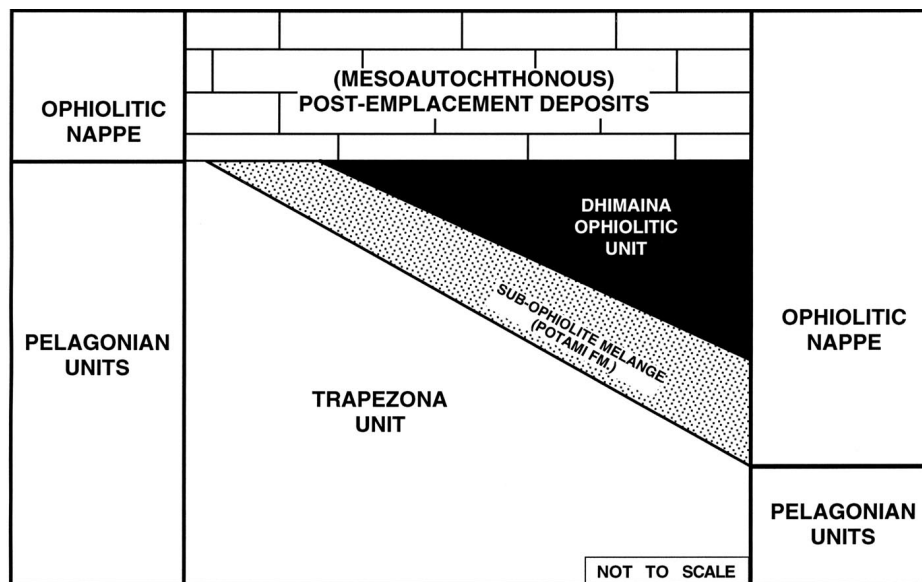 (MESOAUTOCHTHONOUS)
POST-EMPLACEMENT DEPOSITS
OPHIOLITIC
NAPPE
DHIMAINA
OPHIOLITIC
UNIT
SUB-OPHIOLITE MELANGE
(POTAMI FM.)
PELAGONIAN
UNITS
TRAPEZONA
UNIT
OPHIOLITIC
NAPPE
PELAGONIAN
UNITS
NOT TO SCALE